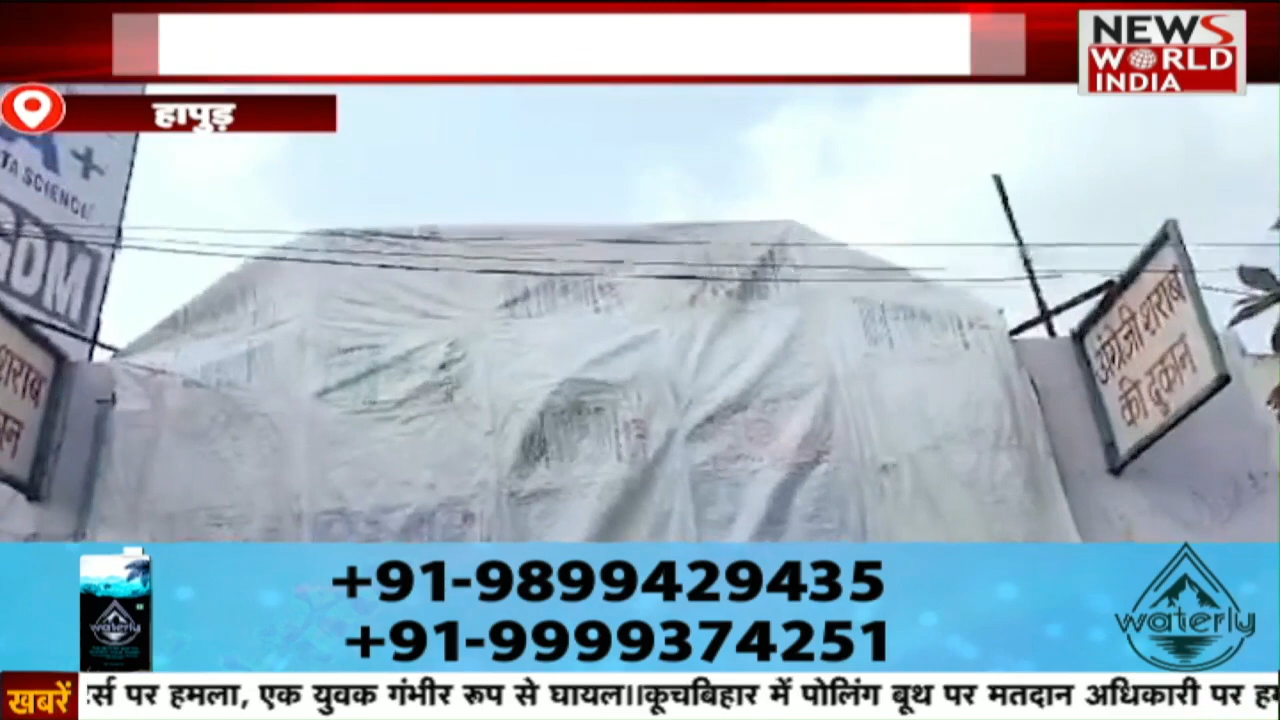 NEWS
WORLD
INDIA
हापुड़
A+
TA SCIENCE
GDM
शराब
अंग्रेजी शराब
की दुकान
+91-9899429435
+91-9999374251
waterly
waterly
खबरें
र्स पर हमला, एक युवक गंभीर रूप से घायल।।कूचबिहार में पोलिंग बूथ पर मतदान अधिकारी पर ह